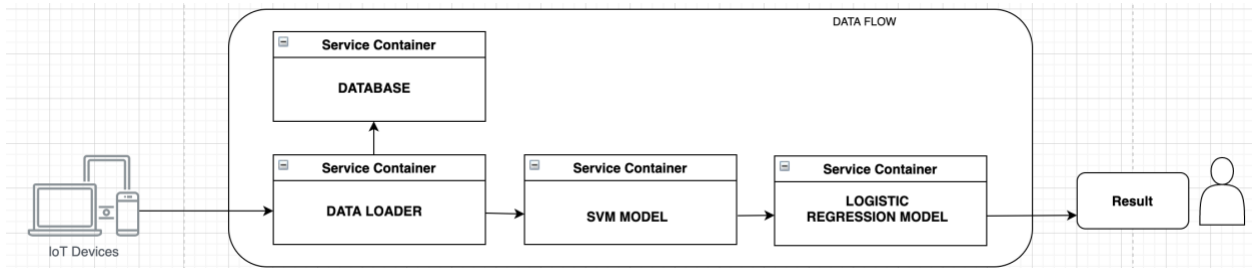 DATA FLOW
Service Container
DATABASE
Service Container
DATA LOADER
Service Container
SVM MODEL
Service Container
LOGISTIC
REGRESSION MODEL
Result
IoT Devices